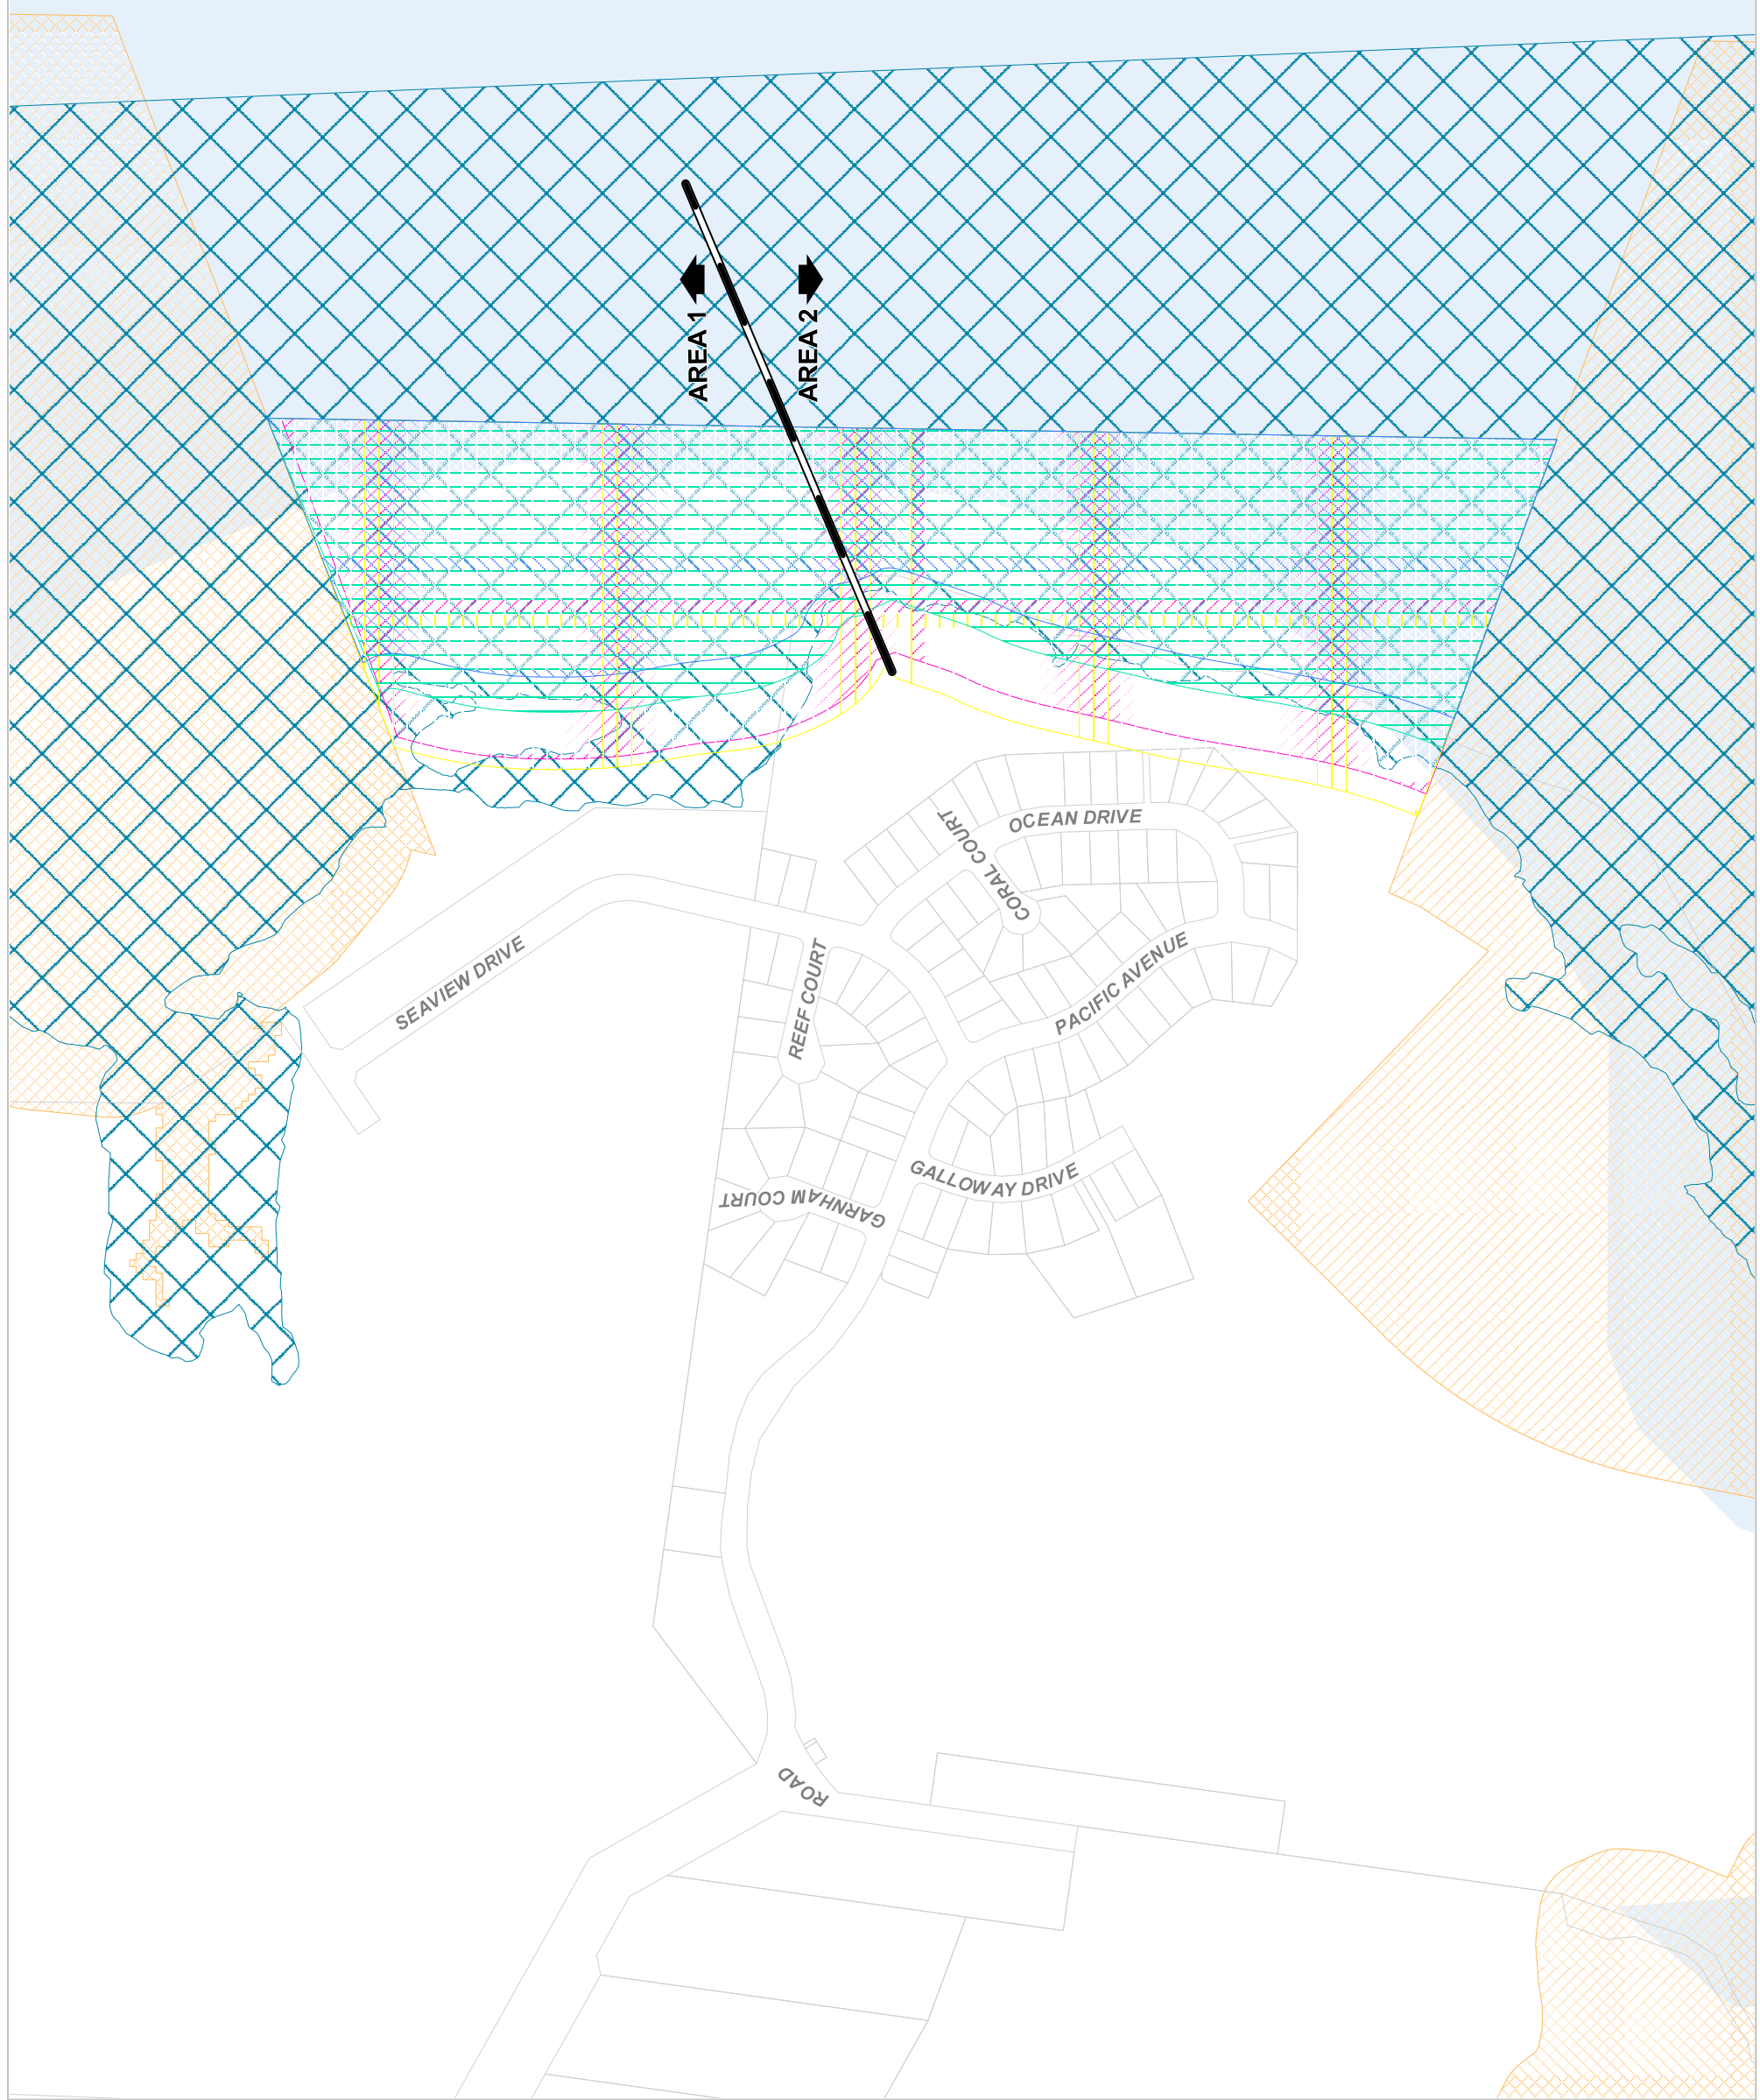 AREA 1
AREA 2
OCEAN DRIVE
CORAL COURT
SEAVIEW DRIVE
REEF COURT
PACIFIC AVENUE
GALLOWAY DRIVE
GARNHAM COURT
ROAD